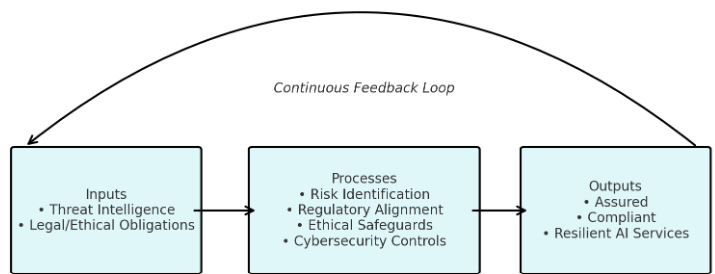 Continuous Feedback Loop
Inputs
• Threat Intelligence
• Legal/Ethical Obligations
Processes
• Risk Identification
• Regulatory Alignment
• Ethical Safeguards
• Cybersecurity Controls
Outputs
• Assured
• Compliant
• Resilient AI Services